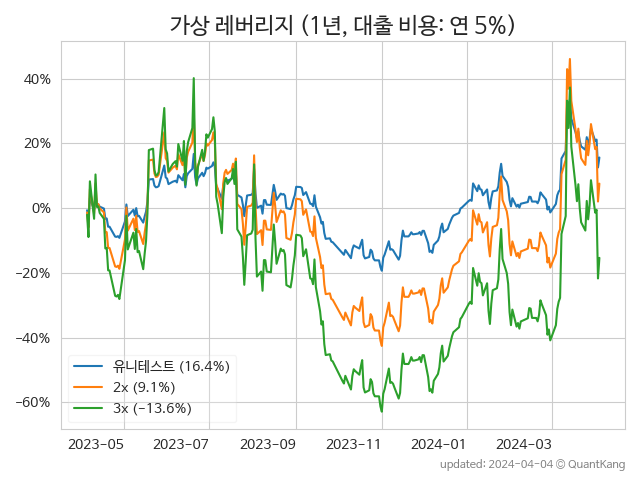 가상 레버리지 (1년, 대출 비용: 연 5%)
40%
20%
0%
−20%
−40%
−60%
유니테스트 (16.4%)
2x (9.1%)
3x (−13.6%)
2023−05 2023−07 2023−09 2023−11 2024−01 2024−03
updated: 2024−04−04 © QuantKang